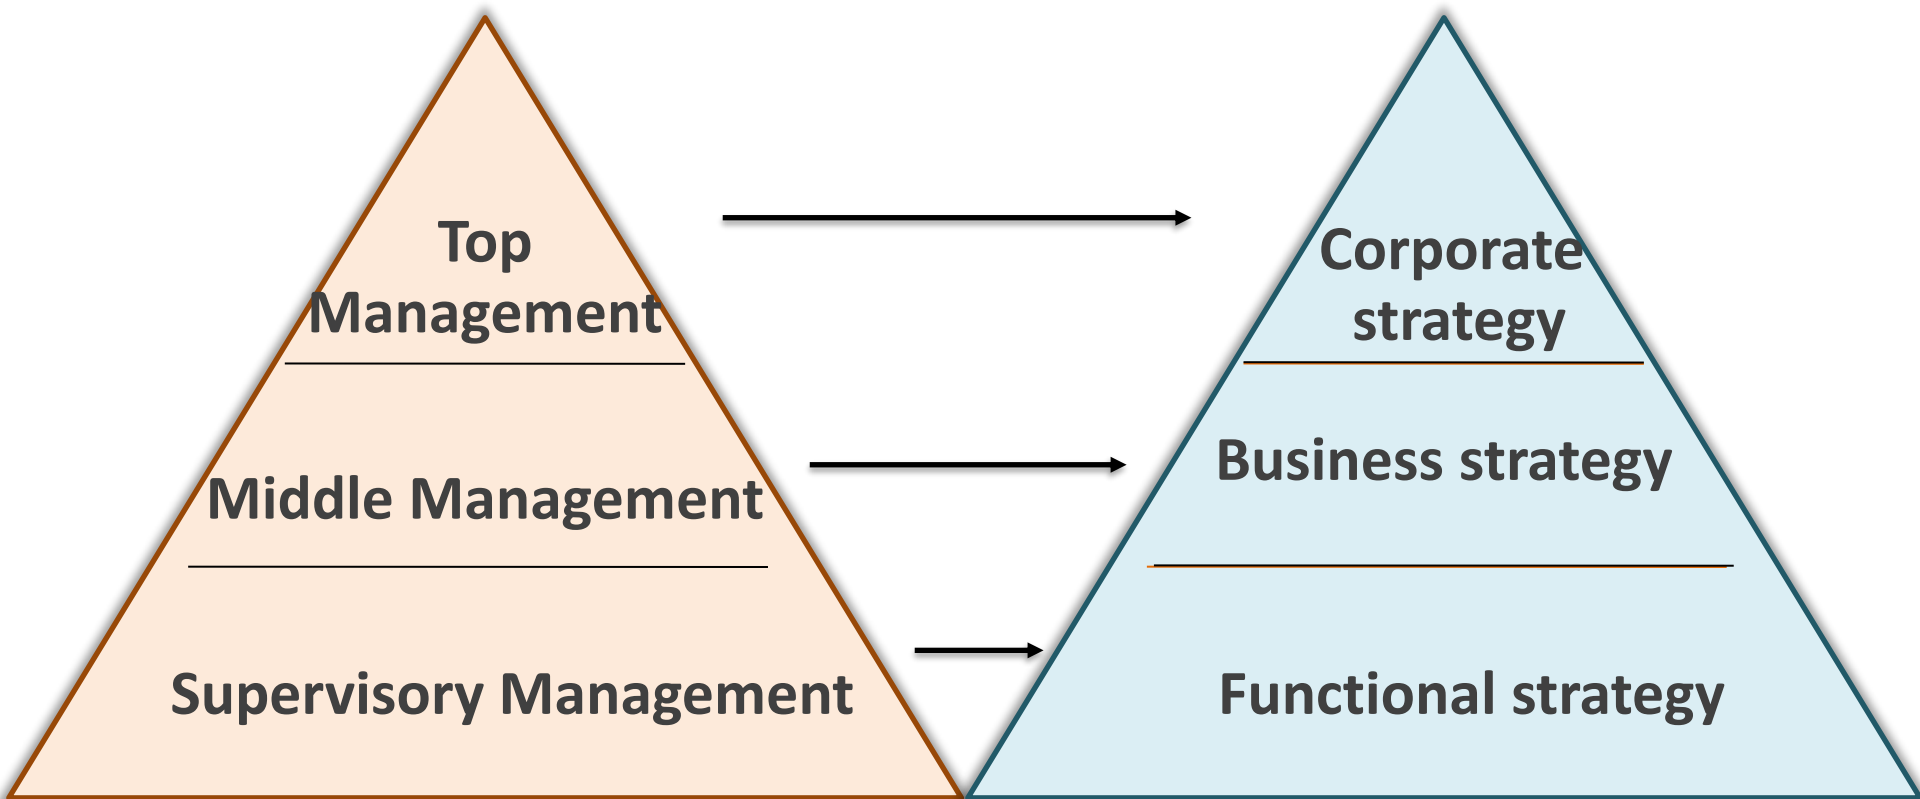 Top
Management
Middle Management
Supervisory Management
Corporate
strategy
Business strategy
Functional strategy